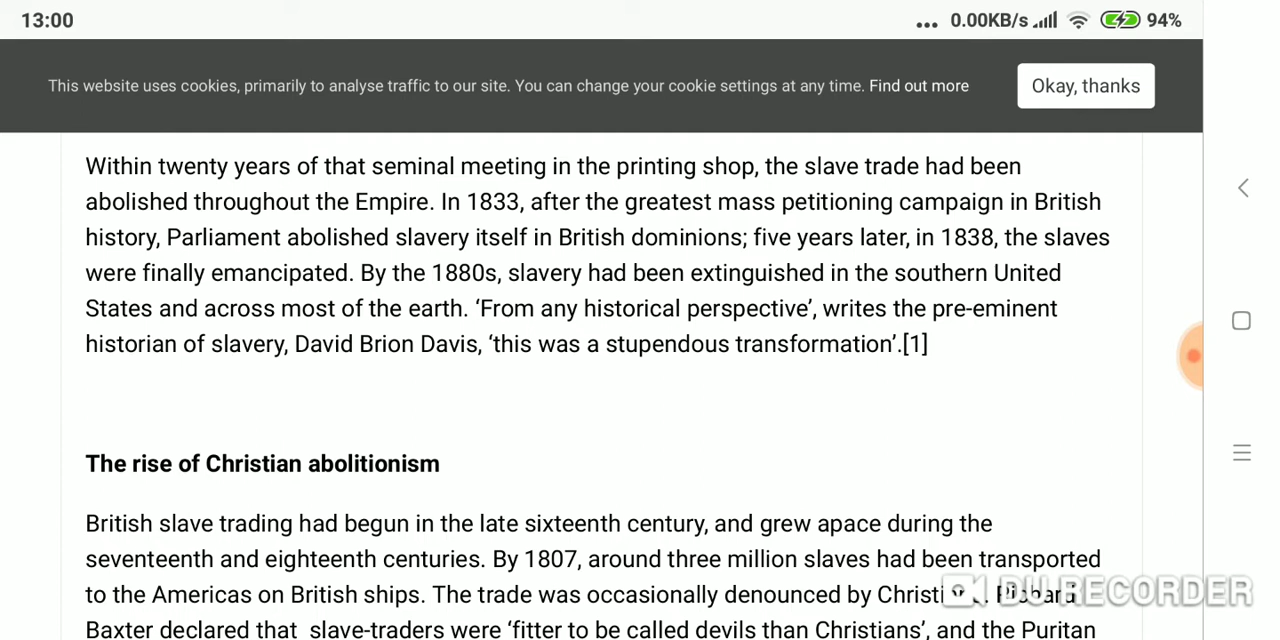 13:00
... 0.00KB/s 94%
This website uses cookies, primarily to analyse traffic to our site. You can change your cookie settings at any time. Find out more
Okay, thanks
Within twenty years of that seminal meeting in the printing shop, the slave trade had been
abolished throughout the Empire. In 1833, after the greatest mass petitioning campaign in British
history, Parliament abolished slavery itself in British dominions; five years later, in 1838, the slaves
were finally emancipated. By the 1880s, slavery had been extinguished in the southern United
States and across most of the earth. ‘From any historical perspective’, writes the pre-eminent
historian of slavery, David Brion Davis, ‘this was a stupendous transformation’.[1]
The rise of Christian abolitionism
British slave trading had begun in the late sixteenth century, and grew apace during the
seventeenth and eighteenth centuries. By 1807, around three million slaves had been transported
to the Americas on British ships. The trade was occasionally denounced by Richard
Baxter declared that slave-traders were ‘fitter to be called devils than Christians’, and the Puritan
DU RECORDER